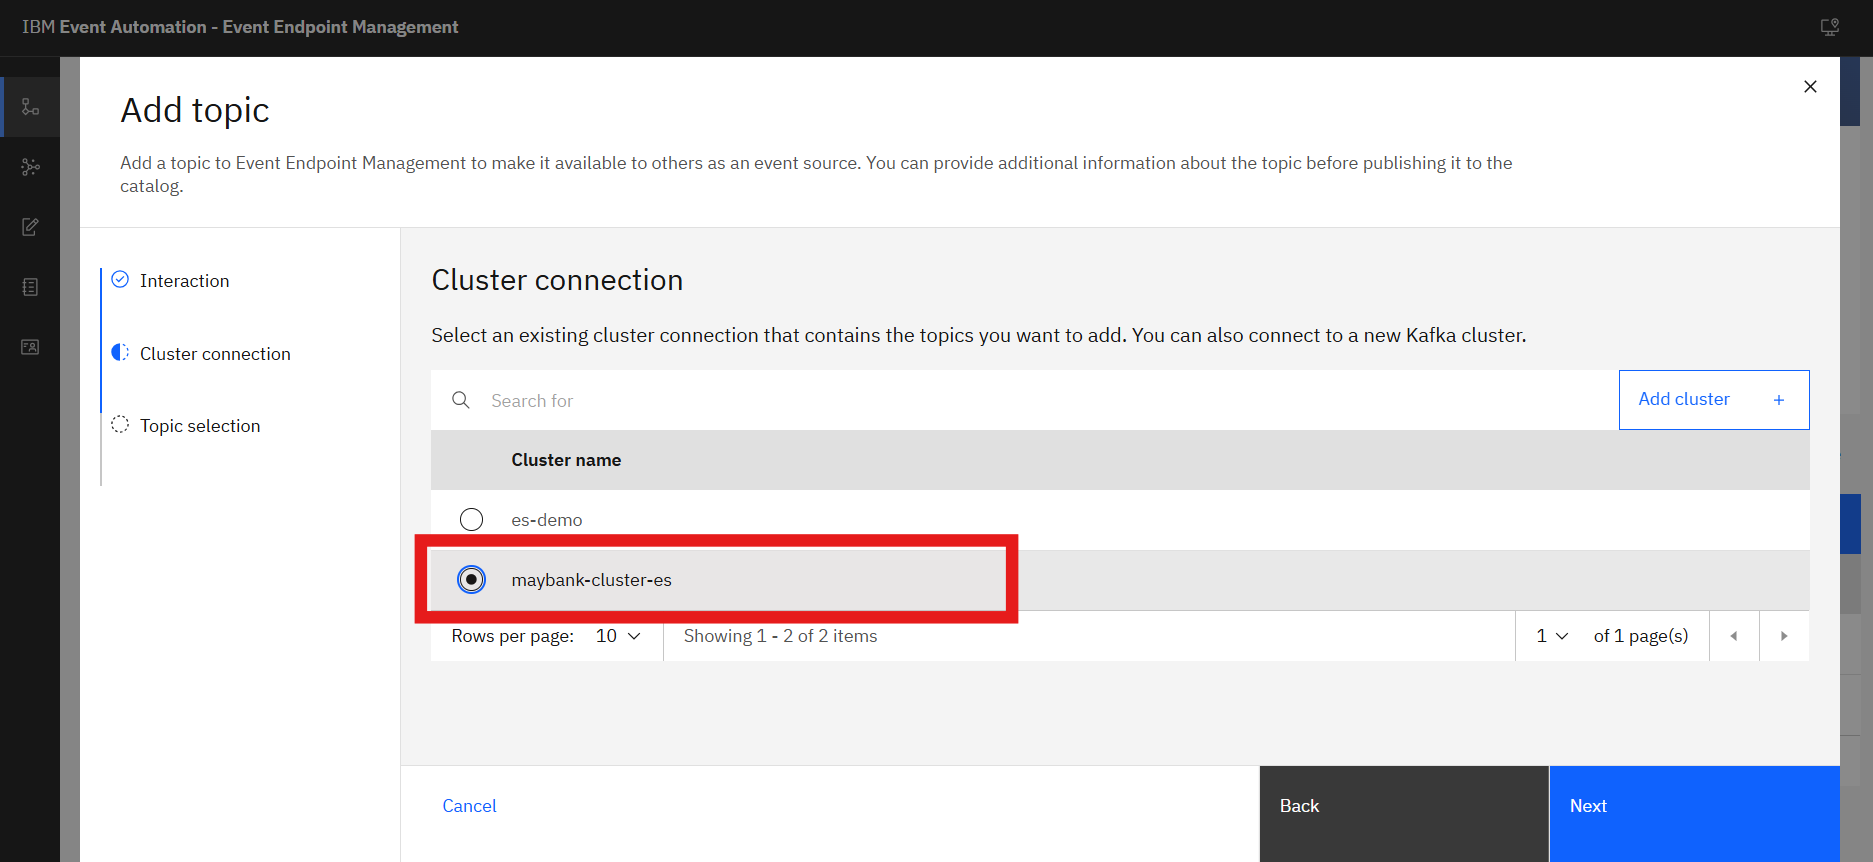 IBM Event Automation - Event Endpoint Management
Add topic
Add a topic to Event Endpoint Management to make it available to others as an event source. You can provide additional information about the topic before publishing it to the
catalog.
Interaction
Cluster connection
Topic selection
Cluster connection
Select an existing cluster connection that contains the topics you want to add. You can also connect to a new Kafka cluster.
Search for
Add cluster +
Cluster name
es-demo
maybank-cluster-es
Rows per page: 10 Showing 1 - 2 of 2 items 1 of 1 page(s)
Cancel Back Next